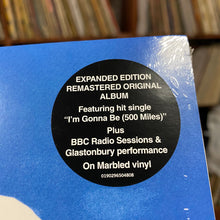 EXPANDED EDITION
REMASTERED ORIGINAL
ALBUM
Featuring hit single
"I'm Gonna Be (500 Miles)"
Plus
BBC Radio Sessions &
Glastonbury performance
On Marbled vinyl
0190296504808